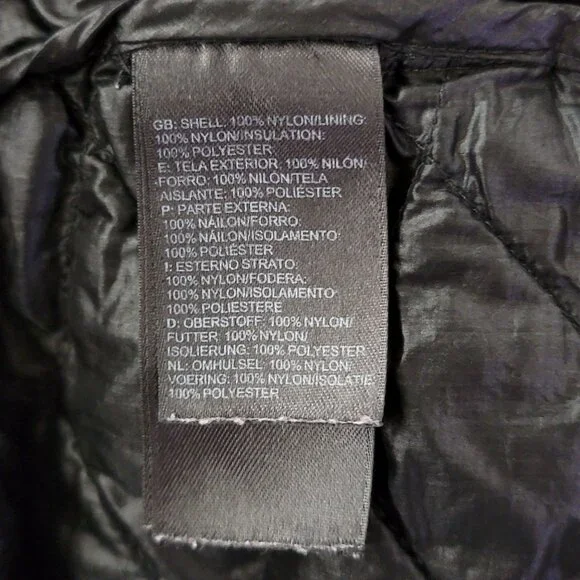 GB: SHELL: 100% NYLON/LINING:
100% NYLON/INSULATION:
100% POLYESTER
E: TELA EXTERIOR: 100% NILÓN/
FORRO: 100% NILÓN/TELA
AISLANTE: 100% POLIÉSTER
P: PARTE EXTERNA:
100% NÁILON/FORRO:
100% NÁILON/ISOLAMENTO:
100% POLIÉSTER
I: ESTERNO STRATO:
100% NYLON/FODERA:
100% NYLON/ISOLAMENTO:
100% POLIESTERE
D: OBERSTOFF: 100% NYLON/
FUTTER: 100% NYLON/
ISOLIERUNG: 100% POLYESTER
NL: OMHULSEL: 100% NYLON/
VOERING: 100% NYLON/ISOLATIE:
100% POLYESTER